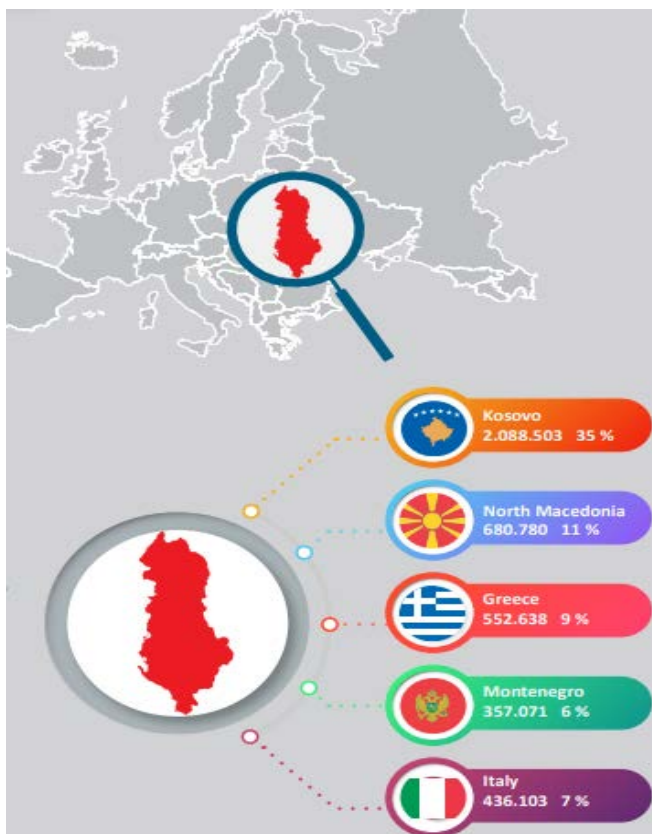 Kosovo
2.088.503 35 %
North Macedonia
680.780 11 %
Greece
552.638 9 %
Montenegro
357.071 6 %
Italy
436.103 7 %